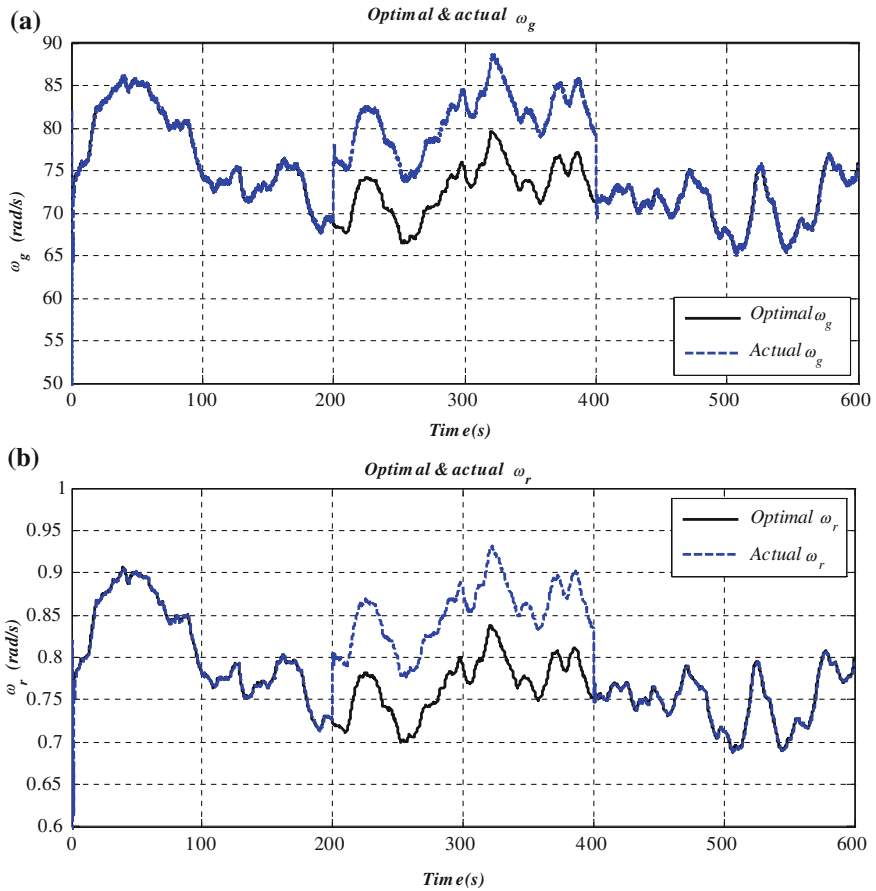 (a)
Optimal & actual ω_g
90
85
80
75
70
65
60
55
50
ω_g (rad/s)
Optimal ω_g
Actual ω_g
0 100 200 300 400 500 600
Time(s)
(b)
Optimal & actual ω_r
1
0.95
0.9
0.85
0.8
0.75
0.7
0.65
0.6
ω_r (rad/s)
Optimal ω_r
Actual ω_r
0 100 200 300 400 500 600
Time(s)